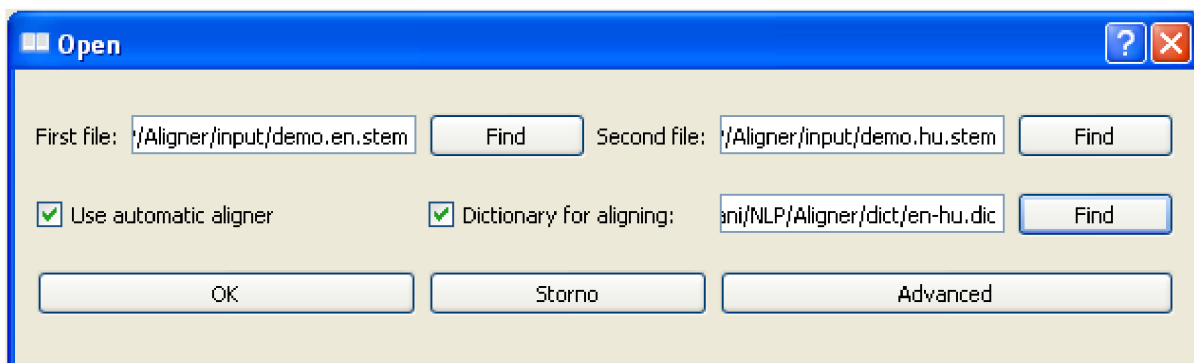 Open
First file: /Aligner/input/demo.en.stem Find Second file: /Aligner/input/demo.hu.stem Find
Use automatic aligner Dictionary for aligning: ani/NLP/Aligner/dict/en-hu.dic Find
OK Storno Advanced